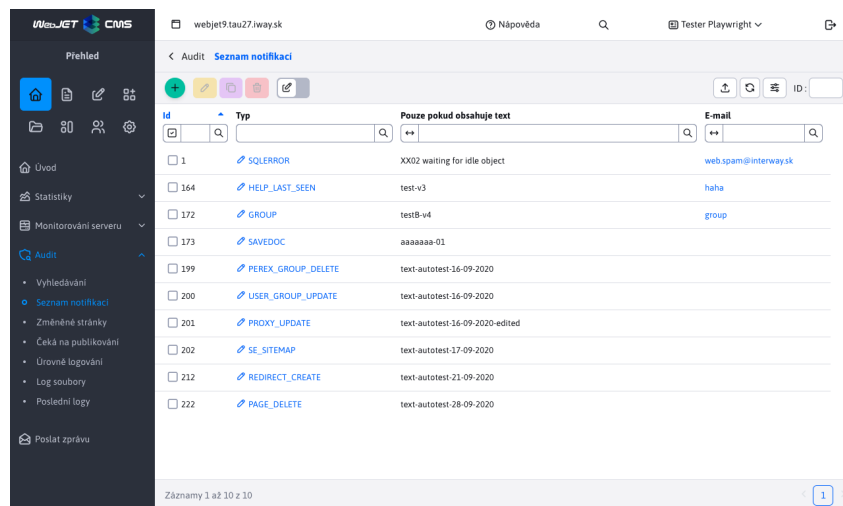 WebJET CMS
webjet9.tau27.iway.sk
Nápověda
Tester Playwright
Přehled
Audit Seznam notifikací
ID:
Id Typ Pouze pokud obsahuje text E-mail
1 SQLERROR XX02 waiting for idle object web.spam@interway.sk
164 HELP_LAST_SEEN test-v3 haha
172 GROUP testB-v4 group
173 SAVEDOC aaaaaaa-01
199 PEREX_GROUP_DELETE text-autotest-16-09-2020
200 USER_GROUP_UPDATE text-autotest-16-09-2020
201 PROXY_UPDATE text-autotest-16-09-2020-edited
202 SE_SITEMAP text-autotest-17-09-2020
212 REDIRECT_CREATE text-autotest-21-09-2020
222 PAGE_DELETE text-autotest-28-09-2020
Úvod
Statistiky
Monitorování serveru
Audit
Vyhledávání
Seznam notifikací
Změněné stránky
Čeká na publikování
Úrovně logování
Log soubory
Poslední logy
Poslat zprávu
Záznamy 1 až 10 z 10
1